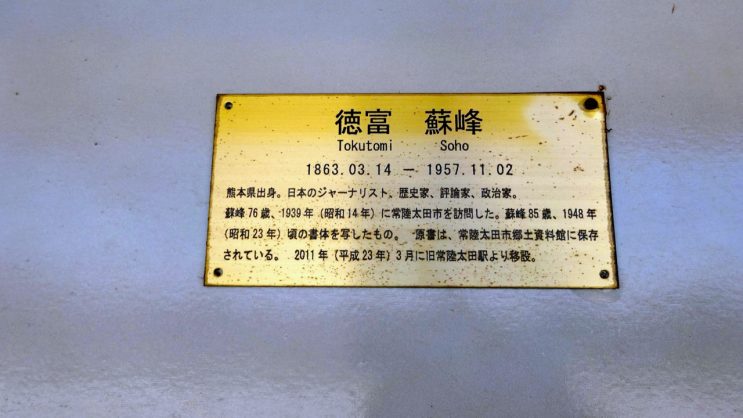 徳富 蘇峰
Tokutomi Soho
1863.03.14 － 1957.11.02
熊本県出身。日本のジャーナリスト、歴史家、評論家、政治家。
蘇峰76歳、1939年（昭和14年）に常陸太田市を訪問した。蘇峰85歳、1948年
（昭和23年）頃の書体を写したもの。 原書は、常陸太田市郷土資料館に保存
されている。 2011年（平成23年）3月に旧常陸太田駅より移設。